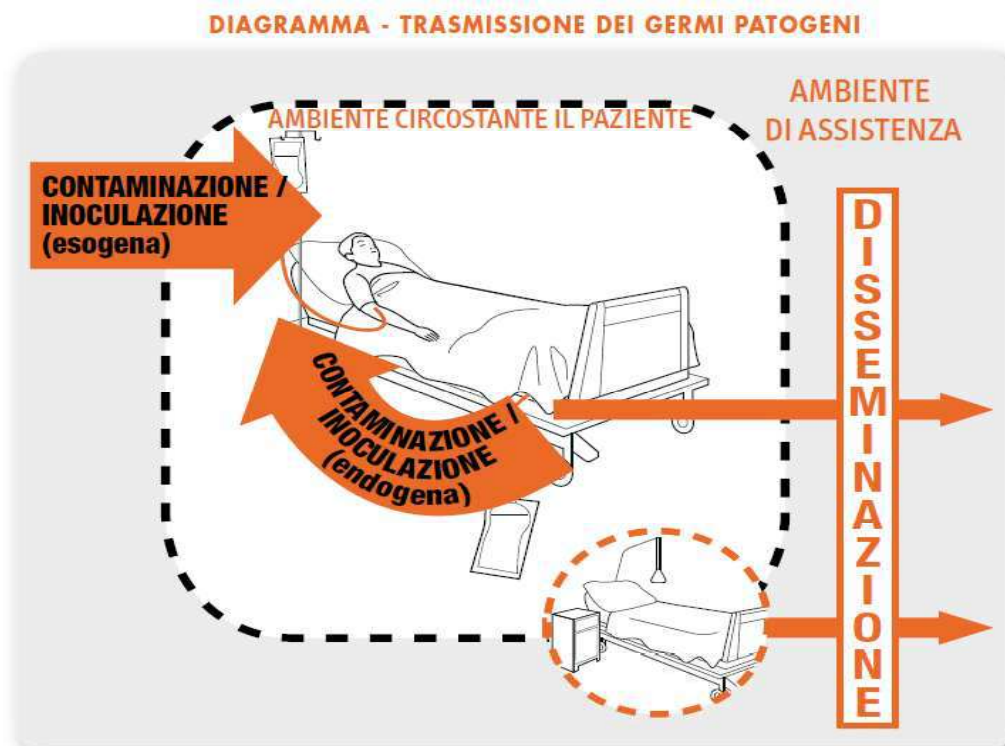 DIAGRAMMA - TRASMISSIONE DEI GERMI PATOGENI
AMBIENTE CIRCOSTANTE IL PAZIENTE
AMBIENTE
DI ASSISTENZA
CONTAMINAZIONE /
INOCULAZIONE
(esogena)
CONTAMINAZIONE /
INOCULAZIONE
(endogena)
DISSEMINAZIONE